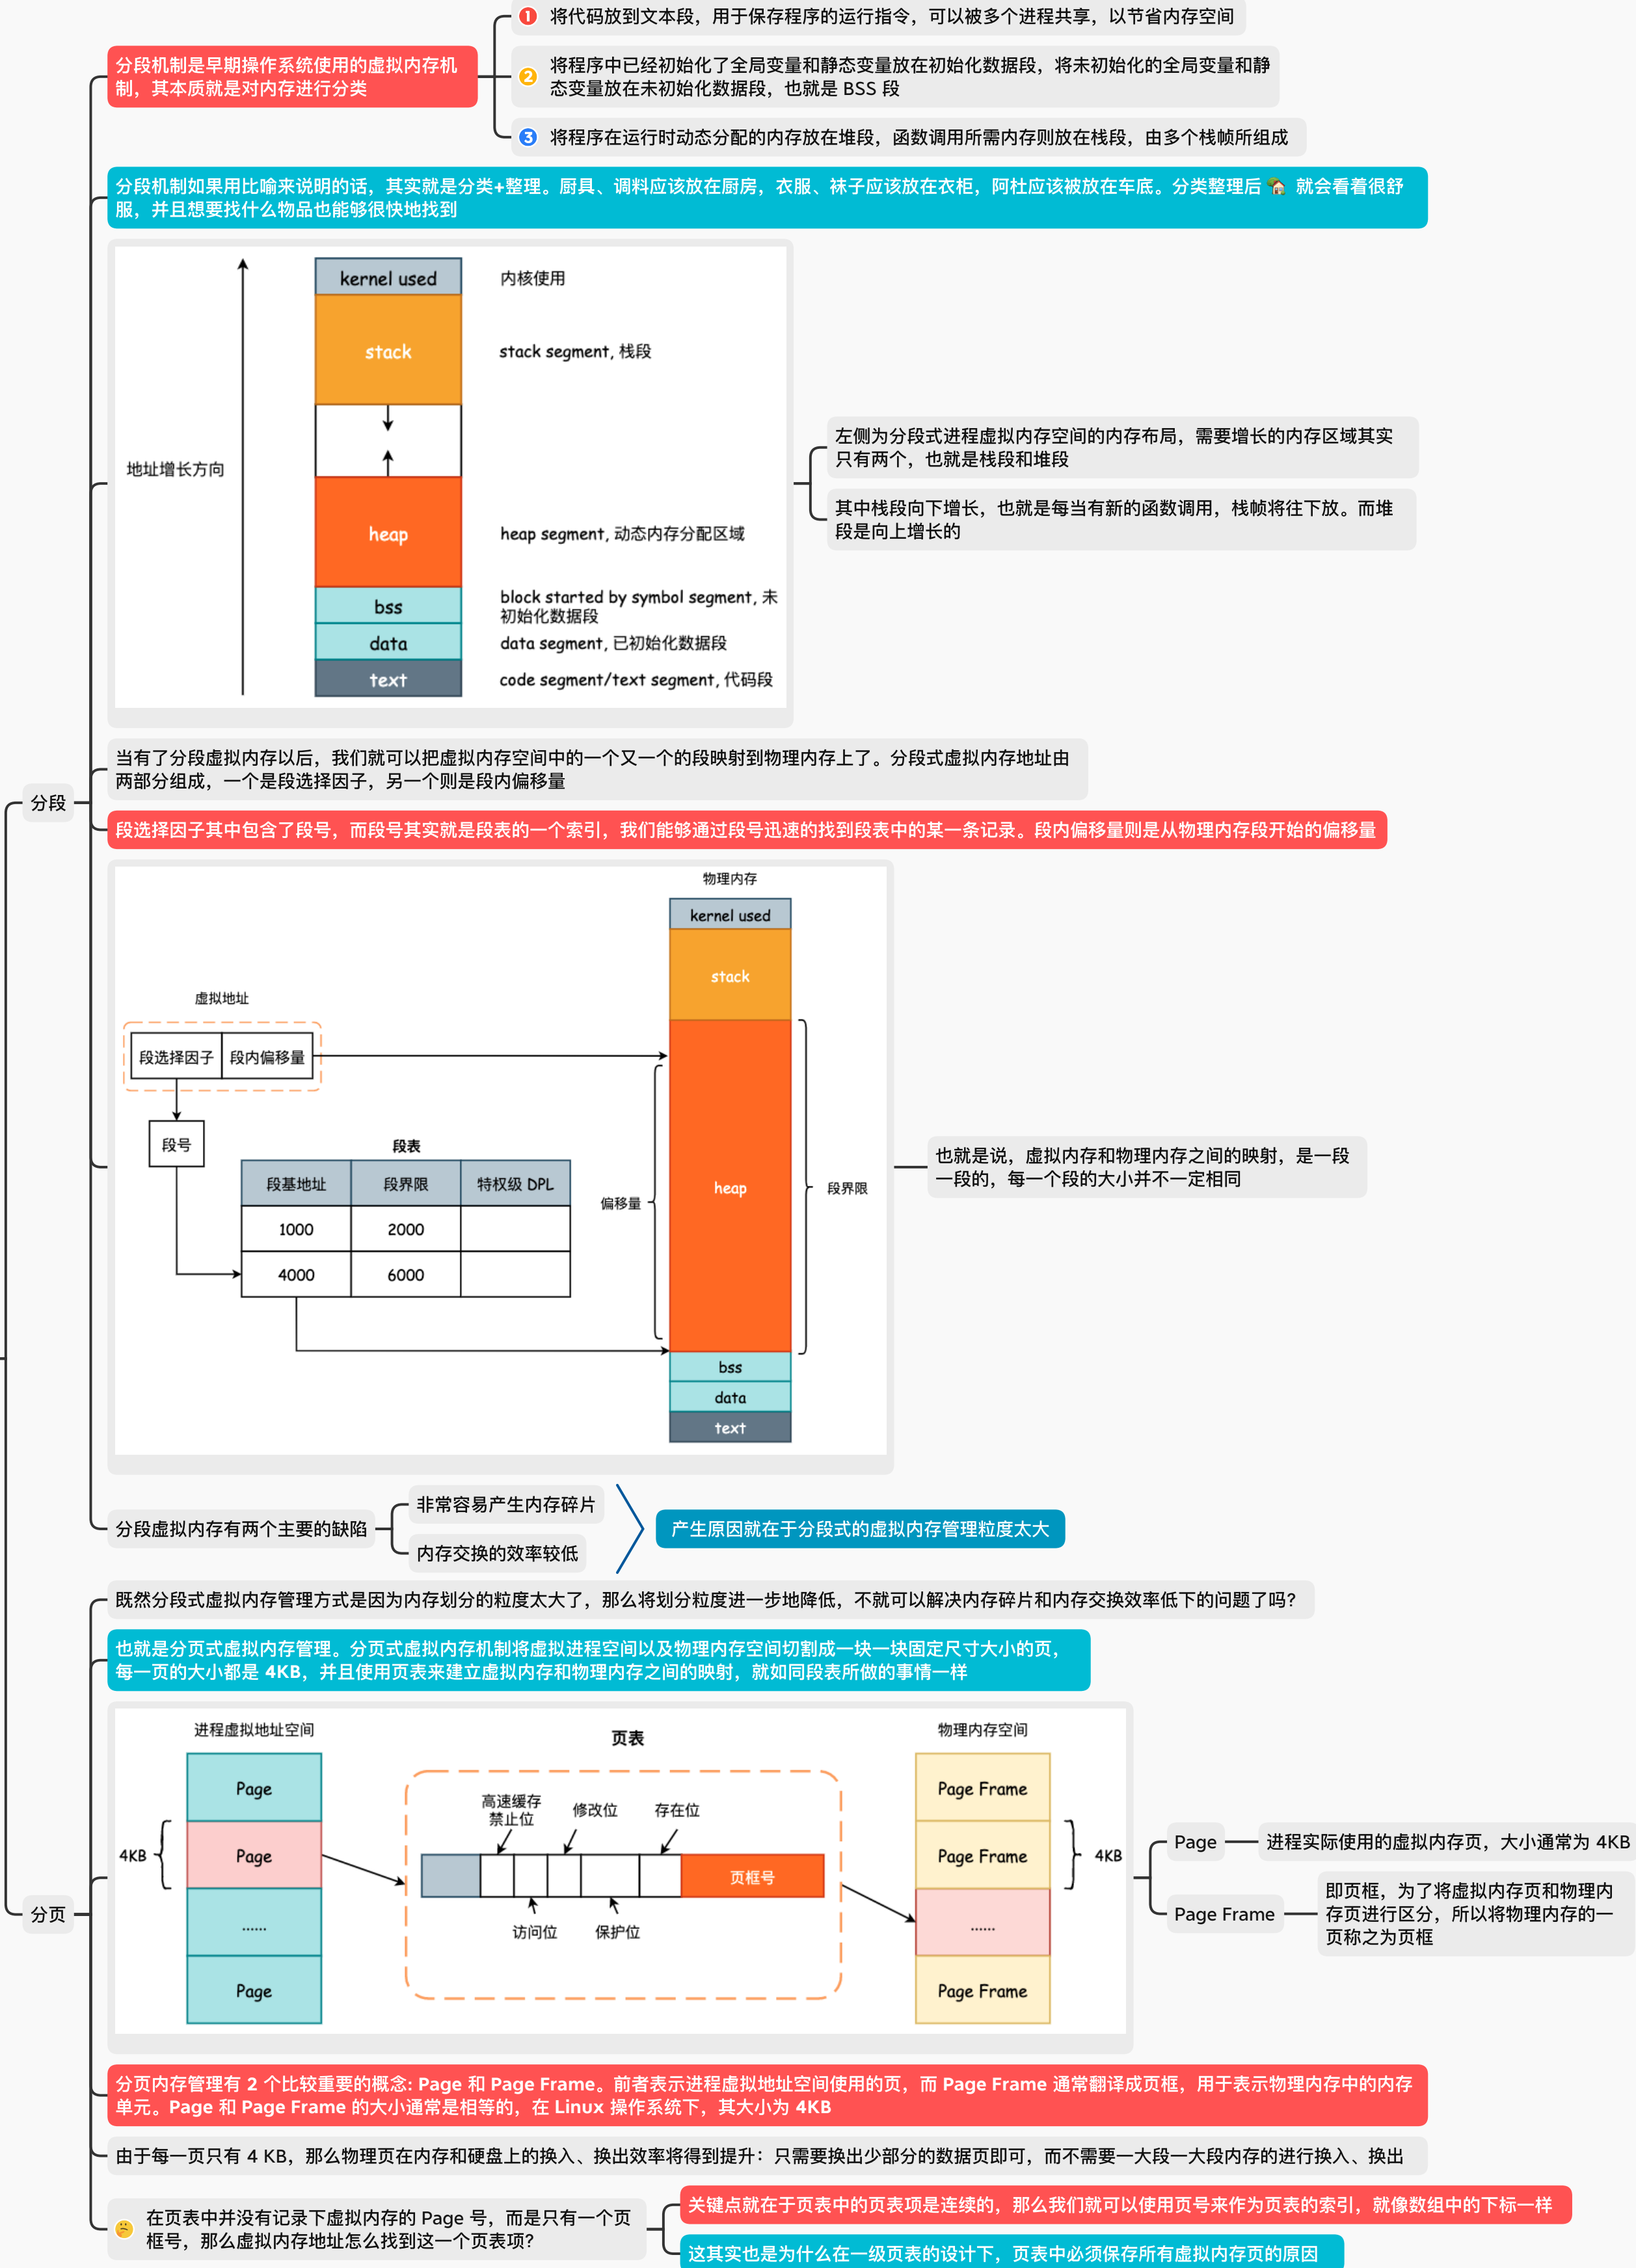 分段
分段机制是早期操作系统使用的虚拟内存机
制，其本质就是对内存进行分类
1 将代码放到文本段，用于保存程序的运行指令，可以被多个进程共享，以节省内存空间
2 将程序中已经初始化了全局变量和静态变量放在初始化数据段，将未初始化的全局变量和静
态变量放在未初始化数据段，也就是 BSS 段
3 将程序在运行时动态分配的内存放在堆段，函数调用所需内存则放在栈段，由多个栈帧所组成
分段机制如果用比喻来说明的话，其实就是分类+整理。厨具、调料应该放在厨房，衣服、袜子应该放在衣柜，阿杜应该被放在车底。分类整理后 🏡 就会看着很舒
服，并且想要找什么物品也能够很快地找到
地址增长方向
kernel used
内核使用
stack
stack segment, 栈段
heap
heap segment, 动态内存分配区域
bss
block started by symbol segment, 未
初始化数据段
data
data segment, 已初始化数据段
text
code segment/text segment, 代码段
左侧为分段式进程虚拟内存空间的内存布局，需要增长的内存区域其实
只有两个，也就是栈段和堆段
其中栈段向下增长，也就是每当有新的函数调用，栈帧将往下放。而堆
段是向上增长的
当有了分段虚拟内存以后，我们就可以把虚拟内存空间中的一个又一个的段映射到物理内存上了。分段式虚拟内存地址由
两部分组成，一个是段选择因子，另一个则是段内偏移量
段选择因子其中包含了段号，而段号其实就是段表的一个索引，我们能够通过段号迅速的找到段表中的某一条记录。段内偏移量则是从物理内存段开始的偏移量
物理内存
kernel used
stack
heap
bss
data
text
虚拟地址
段选择因子 段内偏移量
段号
段表
段基地址 段界限 特权级 DPL
1000 2000
4000 6000
偏移量
段界限
也就是说，虚拟内存和物理内存之间的映射，是一段
一段的，每一个段的大小并不一定相同
分段虚拟内存有两个主要的缺陷
非常容易产生内存碎片
内存交换的效率较低
产生原因就在于分段式的虚拟内存管理粒度太大
分页
既然分段式虚拟内存管理方式是因为内存划分的粒度太大了，那么将划分粒度进一步地降低，不就可以解决内存碎片和内存交换效率低下的问题了吗？
也就是分页式虚拟内存管理。分页式虚拟内存机制将虚拟进程空间以及物理内存空间切割成一块一块固定尺寸大小的页，
每一页的大小都是 4KB，并且使用页表来建立虚拟内存和物理内存之间的映射，就如同段表所做的事情一样
进程虚拟地址空间
Page
Page
......
Page
4KB
页表
高速缓存
禁止位
修改位
存在位
页框号
访问位
保护位
物理内存空间
Page Frame
Page Frame
......
Page Frame
4KB
Page
进程实际使用的虚拟内存页，大小通常为 4KB
Page Frame
即页框，为了将虚拟内存页和物理内
存页进行区分，所以将物理内存的一
页称之为页框
分页内存管理有 2 个比较重要的概念: Page 和 Page Frame。前者表示进程虚拟地址空间使用的页，而 Page Frame 通常翻译成页框，用于表示物理内存中的内存
单元。Page 和 Page Frame 的大小通常是相等的，在 Linux 操作系统下，其大小为 4KB
由于每一页只有 4 KB，那么物理页在内存和硬盘上的换入、换出效率将得到提升：只需要换出少部分的数据页即可，而不需要一大段一大段内存的进行换入、换出
在页表中并没有记录下虚拟内存的 Page 号，而是只有一个页
框号，那么虚拟内存地址怎么找到这一个页表项？
关键点就在于页表中的页表项是连续的，那么我们就可以使用页号来作为页表的索引，就像数组中的下标一样
这其实也是为什么在一级页表的设计下，页表中必须保存所有虚拟内存页的原因